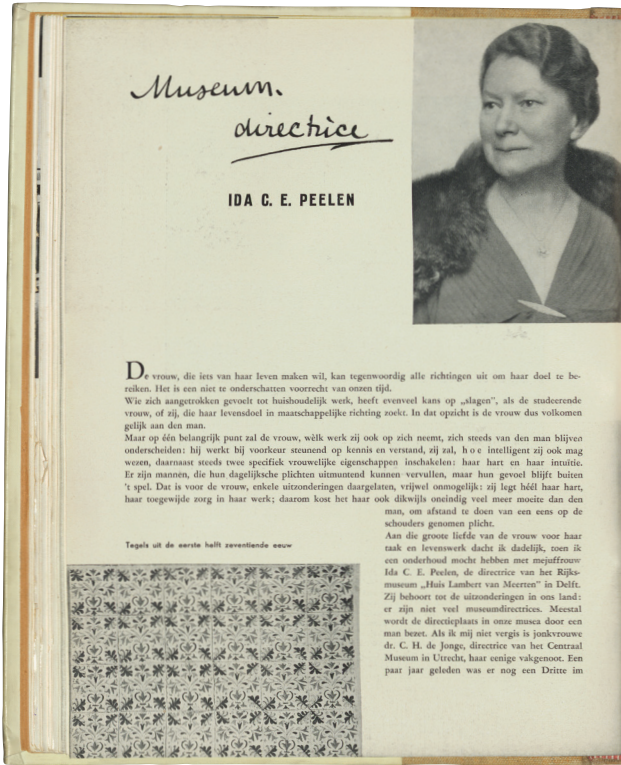 Museum.
directrice
IDA C. E. PEELEN
De vrouw, die iets van haar leven maken wil, kan tegenwoordig alle richtingen uit om haar doel te be-
reiken. Het is een niet te onderschatten voorrecht van onzen tijd.
Wie zich aangetrokken gevoelt tot huishoudelijk werk, heeft evenveel kans op „slagen”, als de studeerende
vrouw, of zij, die haar levensdoel in maatschappelijke richting zoekt. In dat opzicht is de vrouw dus volkomen
gelijk aan den man.
Maar op één belangrijk punt zal de vrouw, wèlk werk zij ook op zich neemt, zich steeds van den man blijven
onderscheiden: hij werkt bij voorkeur steunend op kennis en verstand, zij zal, h o e intelligent zij ook mag
wezen, daarnaast steeds twee specifiek vrouwelijke eigenschappen inschakelen: haar hart en haar intuïtie.
Er zijn mannen, die hun dagelijksche plichten uitmuntend kunnen vervullen, maar hun gevoel blijft buiten
't spel. Dat is voor de vrouw, enkele uitzonderingen daargelaten, vrijwel onmogelijk: zij legt héél haar hart,
haar toegewijde zorg in haar werk; daarom kost het haar ook dikwijls oneindig veel meer moeite dan den
man, om afstand te doen van een eens op de
schouders genomen plicht.
Aan die groote liefde van de vrouw voor haar
taak en levenswerk dacht ik dadelijk, toen ik
een onderhoud mocht hebben met mejuffrouw
Ida C. E. Peelen, de directrice van het Rijks-
museum „Huis Lambert van Meerten” in Delft.
Zij behoort tot de uitzonderingen in ons land:
er zijn niet veel museumdirectrices. Meestal
wordt de directieplaats in onze musea door een
man bezet. Als ik mij niet vergis is jonkvrouwe
dr. C. H. de Jonge, directrice van het Centraal
Museum in Utrecht, haar eenige vakgenoot. Een
paar jaar geleden was er nog een Dritte im
Tegels uit de eerste helft zeventiende eeuw